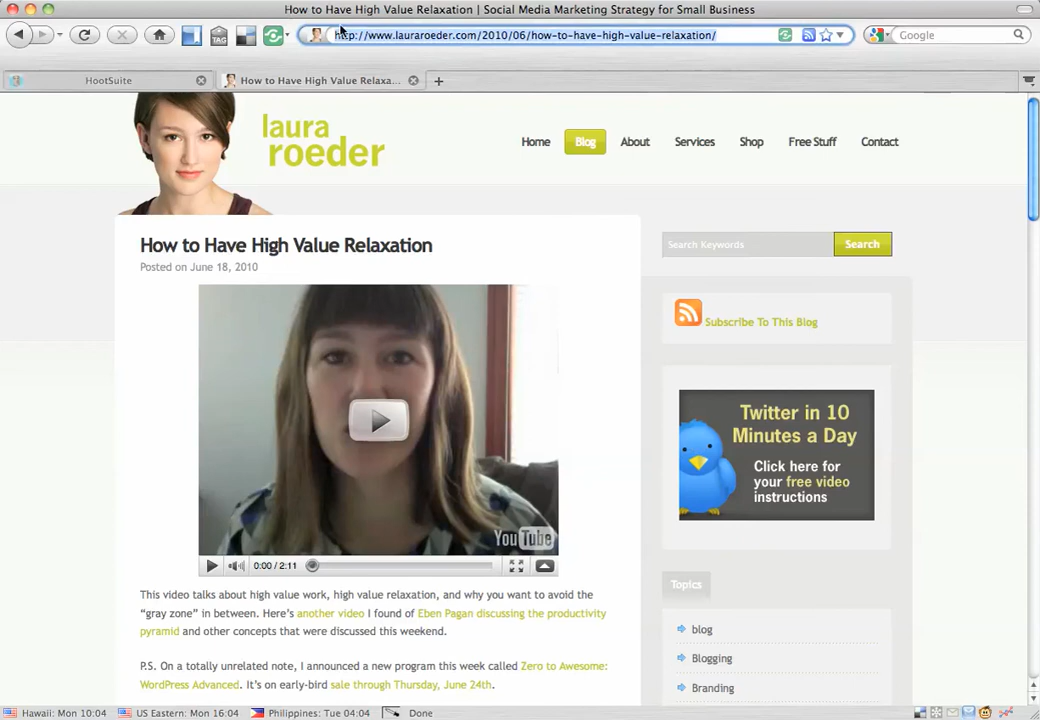 How to Have High Value Relaxation | Social Media Marketing Strategy for Small Business
http://www.lauraroeder.com/2010/06/how-to-have-high-value-relaxation/
Google
TAG
HootSuite
How to Have High Value Relaxa...
laura
roeder
Home
Blog
About
Services
Shop
Free Stuff
Contact
How to Have High Value Relaxation
Posted on June 18, 2010
Search Keywords
Search
Subscribe To This Blog
Twitter in 10
Minutes a Day
Click here for
your free video
instructions
YouTube
0:00 / 2:11
This video talks about high value work, high value relaxation, and why you want to avoid the
“gray zone” in between. Here’s another video I found of Eben Pagan discussing the productivity
pyramid and other concepts that were discussed this weekend.
P.S. On a totally unrelated note, I announced a new program this week called Zero to Awesome:
WordPress Advanced. It’s on early-bird sale through Thursday, June 24th.
Topics
blog
Blogging
Branding
Hawaii: Mon 10:04
US Eastern: Mon 16:04
Philippines: Tue 04:04
Done